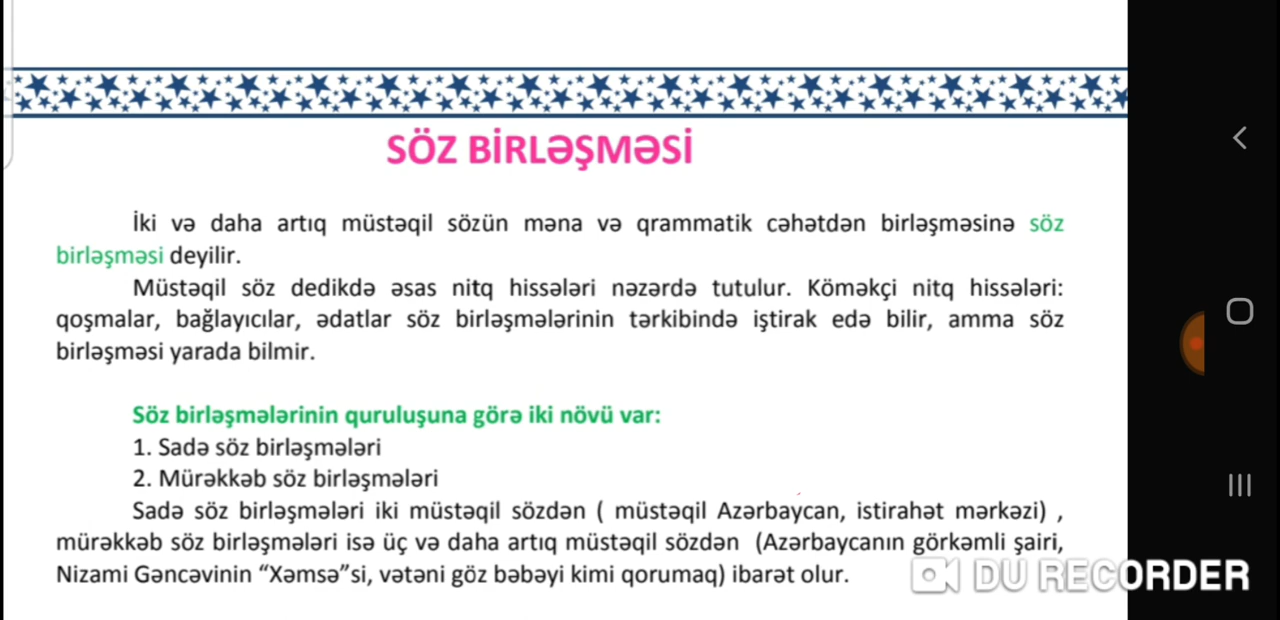 SÖZ BİRLƏŞMƏSİ
İki və daha artıq müstəqil sözün məna və qrammatik cəhətdən birləşməsinə söz
birləşməsi deyilir.
Müstəqil söz dedikdə əsas nitq hissələri nəzərdə tutulur. Köməkçi nitq hissələri:
qoşmalar, bağlayıcılar, ədatlar söz birləşmələrinin tərkibində iştirak edə bilir, amma söz
birləşməsi yarada bilmir.
Söz birləşmələrinin quruluşuna görə iki növü var:
1. Sadə söz birləşmələri
2. Mürəkkəb söz birləşmələri
Sadə söz birləşmələri iki müstəqil sözdən ( müstəqil Azərbaycan, istirahət mərkəzi) ,
mürəkkəb söz birləşmələri isə üç və daha artıq müstəqil sözdən (Azərbaycanın görkəmli şairi,
Nizami Gəncəvinin “Xəmsə”si, vətəni göz bəbəyi kimi qorumaq) ibarət olur.
DU RECORDER